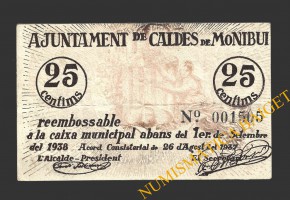 AJUNTAMENT DE CALDES DE MONTBUI
25
cèntims
25
cèntims
Nº 001505
reembossable
a la caixa municipal abans del 1er. de Setembre
del 1938 Acord Consistorial de 26 d'Agost del 1937
L'Alcalde - President El Secretari